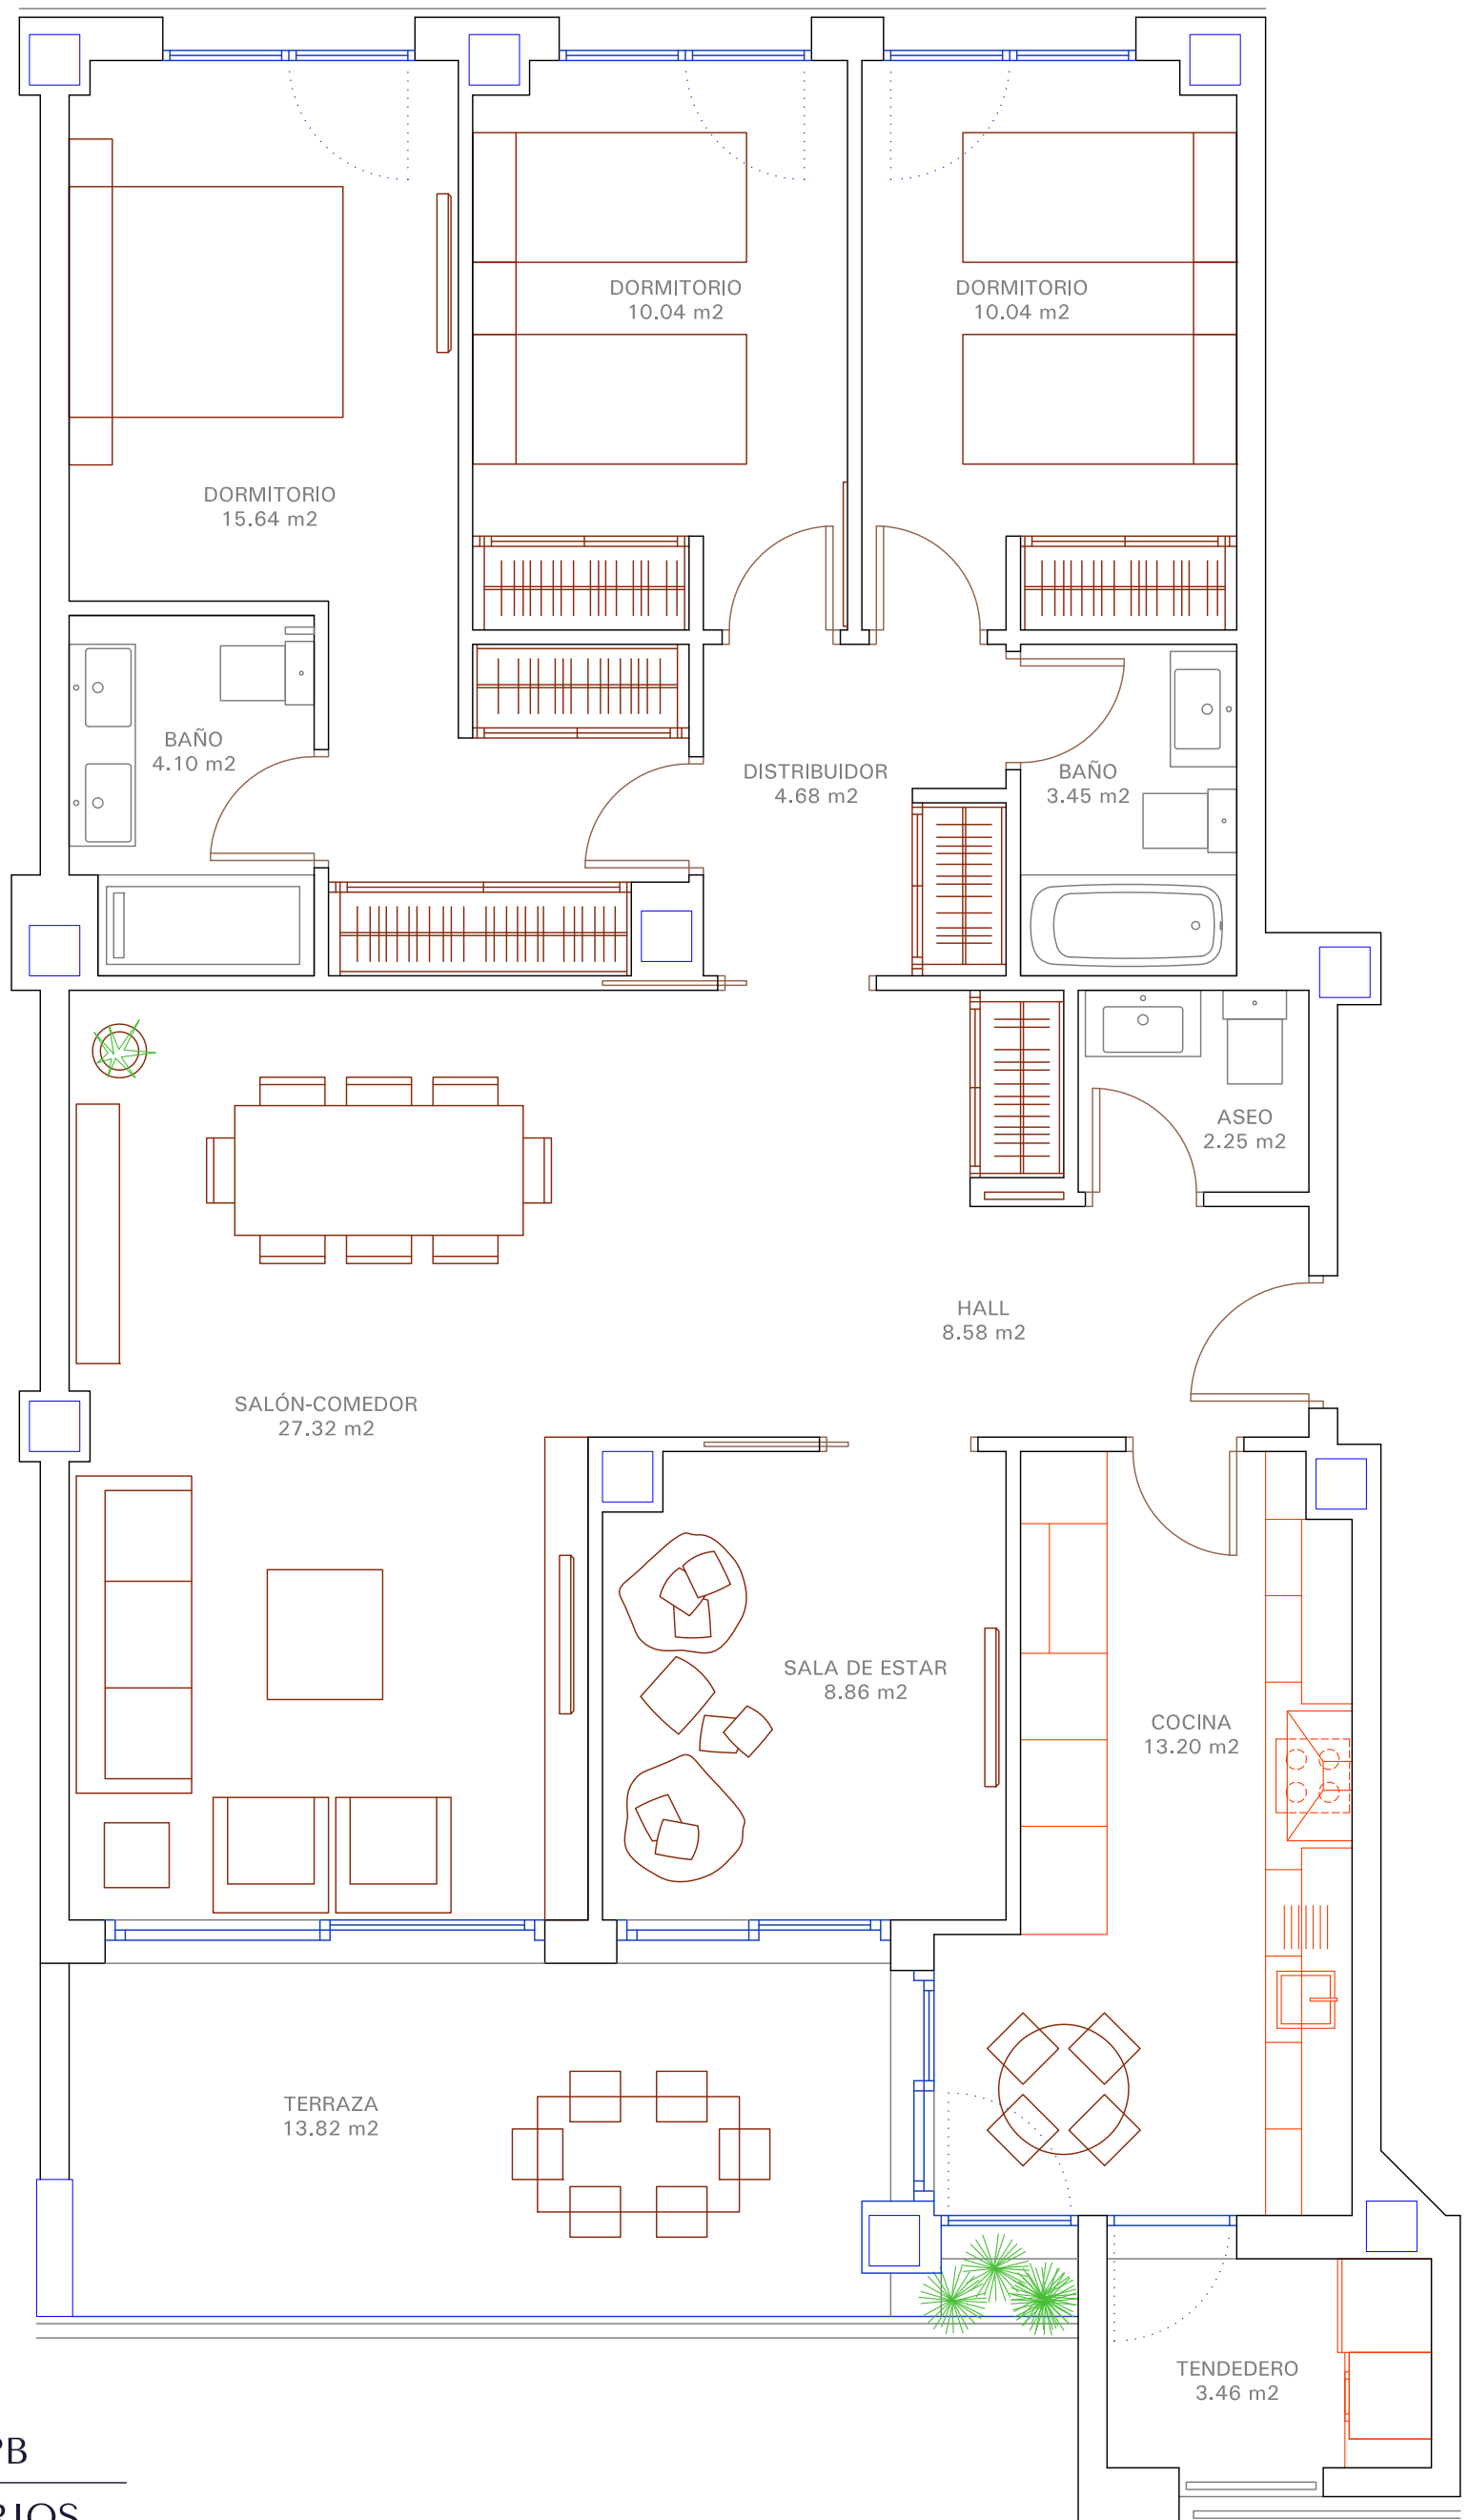 DORMITORIO
10.04 m2
DORMITORIO
10.04 m2
DORMITORIO
15.64 m2
BAÑO
4.10 m2
DISTRIBUIDOR
4.68 m2
BAÑO
3.45 m2
ASEO
2.25 m2
HALL
8.58 m2
SALÓN-COMEDOR
27.32 m2
SALA DE ESTAR
8.86 m2
COCINA
13.20 m2
TERRAZA
13.82 m2
TENDEDERO
3.46 m2